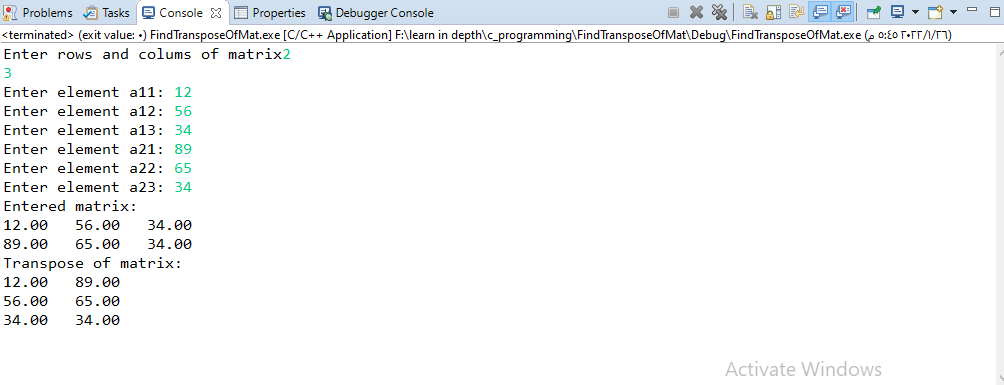 Problems Tasks Console Properties Debugger Console
<terminated> (exit value: ٠) FindTransposeOfMat.exe [C/C++ Application] F:\learn in depth\c_programming\FindTransposeOfMat\Debug\FindTransposeOfMat.exe (٢٠٢٢/١/٢٦ ٥:٤٥ م)
Enter rows and colums of matrix2
3
Enter element a11: 12
Enter element a12: 56
Enter element a13: 34
Enter element a21: 89
Enter element a22: 65
Enter element a23: 34
Entered matrix:
12.00 56.00 34.00
89.00 65.00 34.00
Transpose of matrix:
12.00 89.00
56.00 65.00
34.00 34.00
Activate Windows